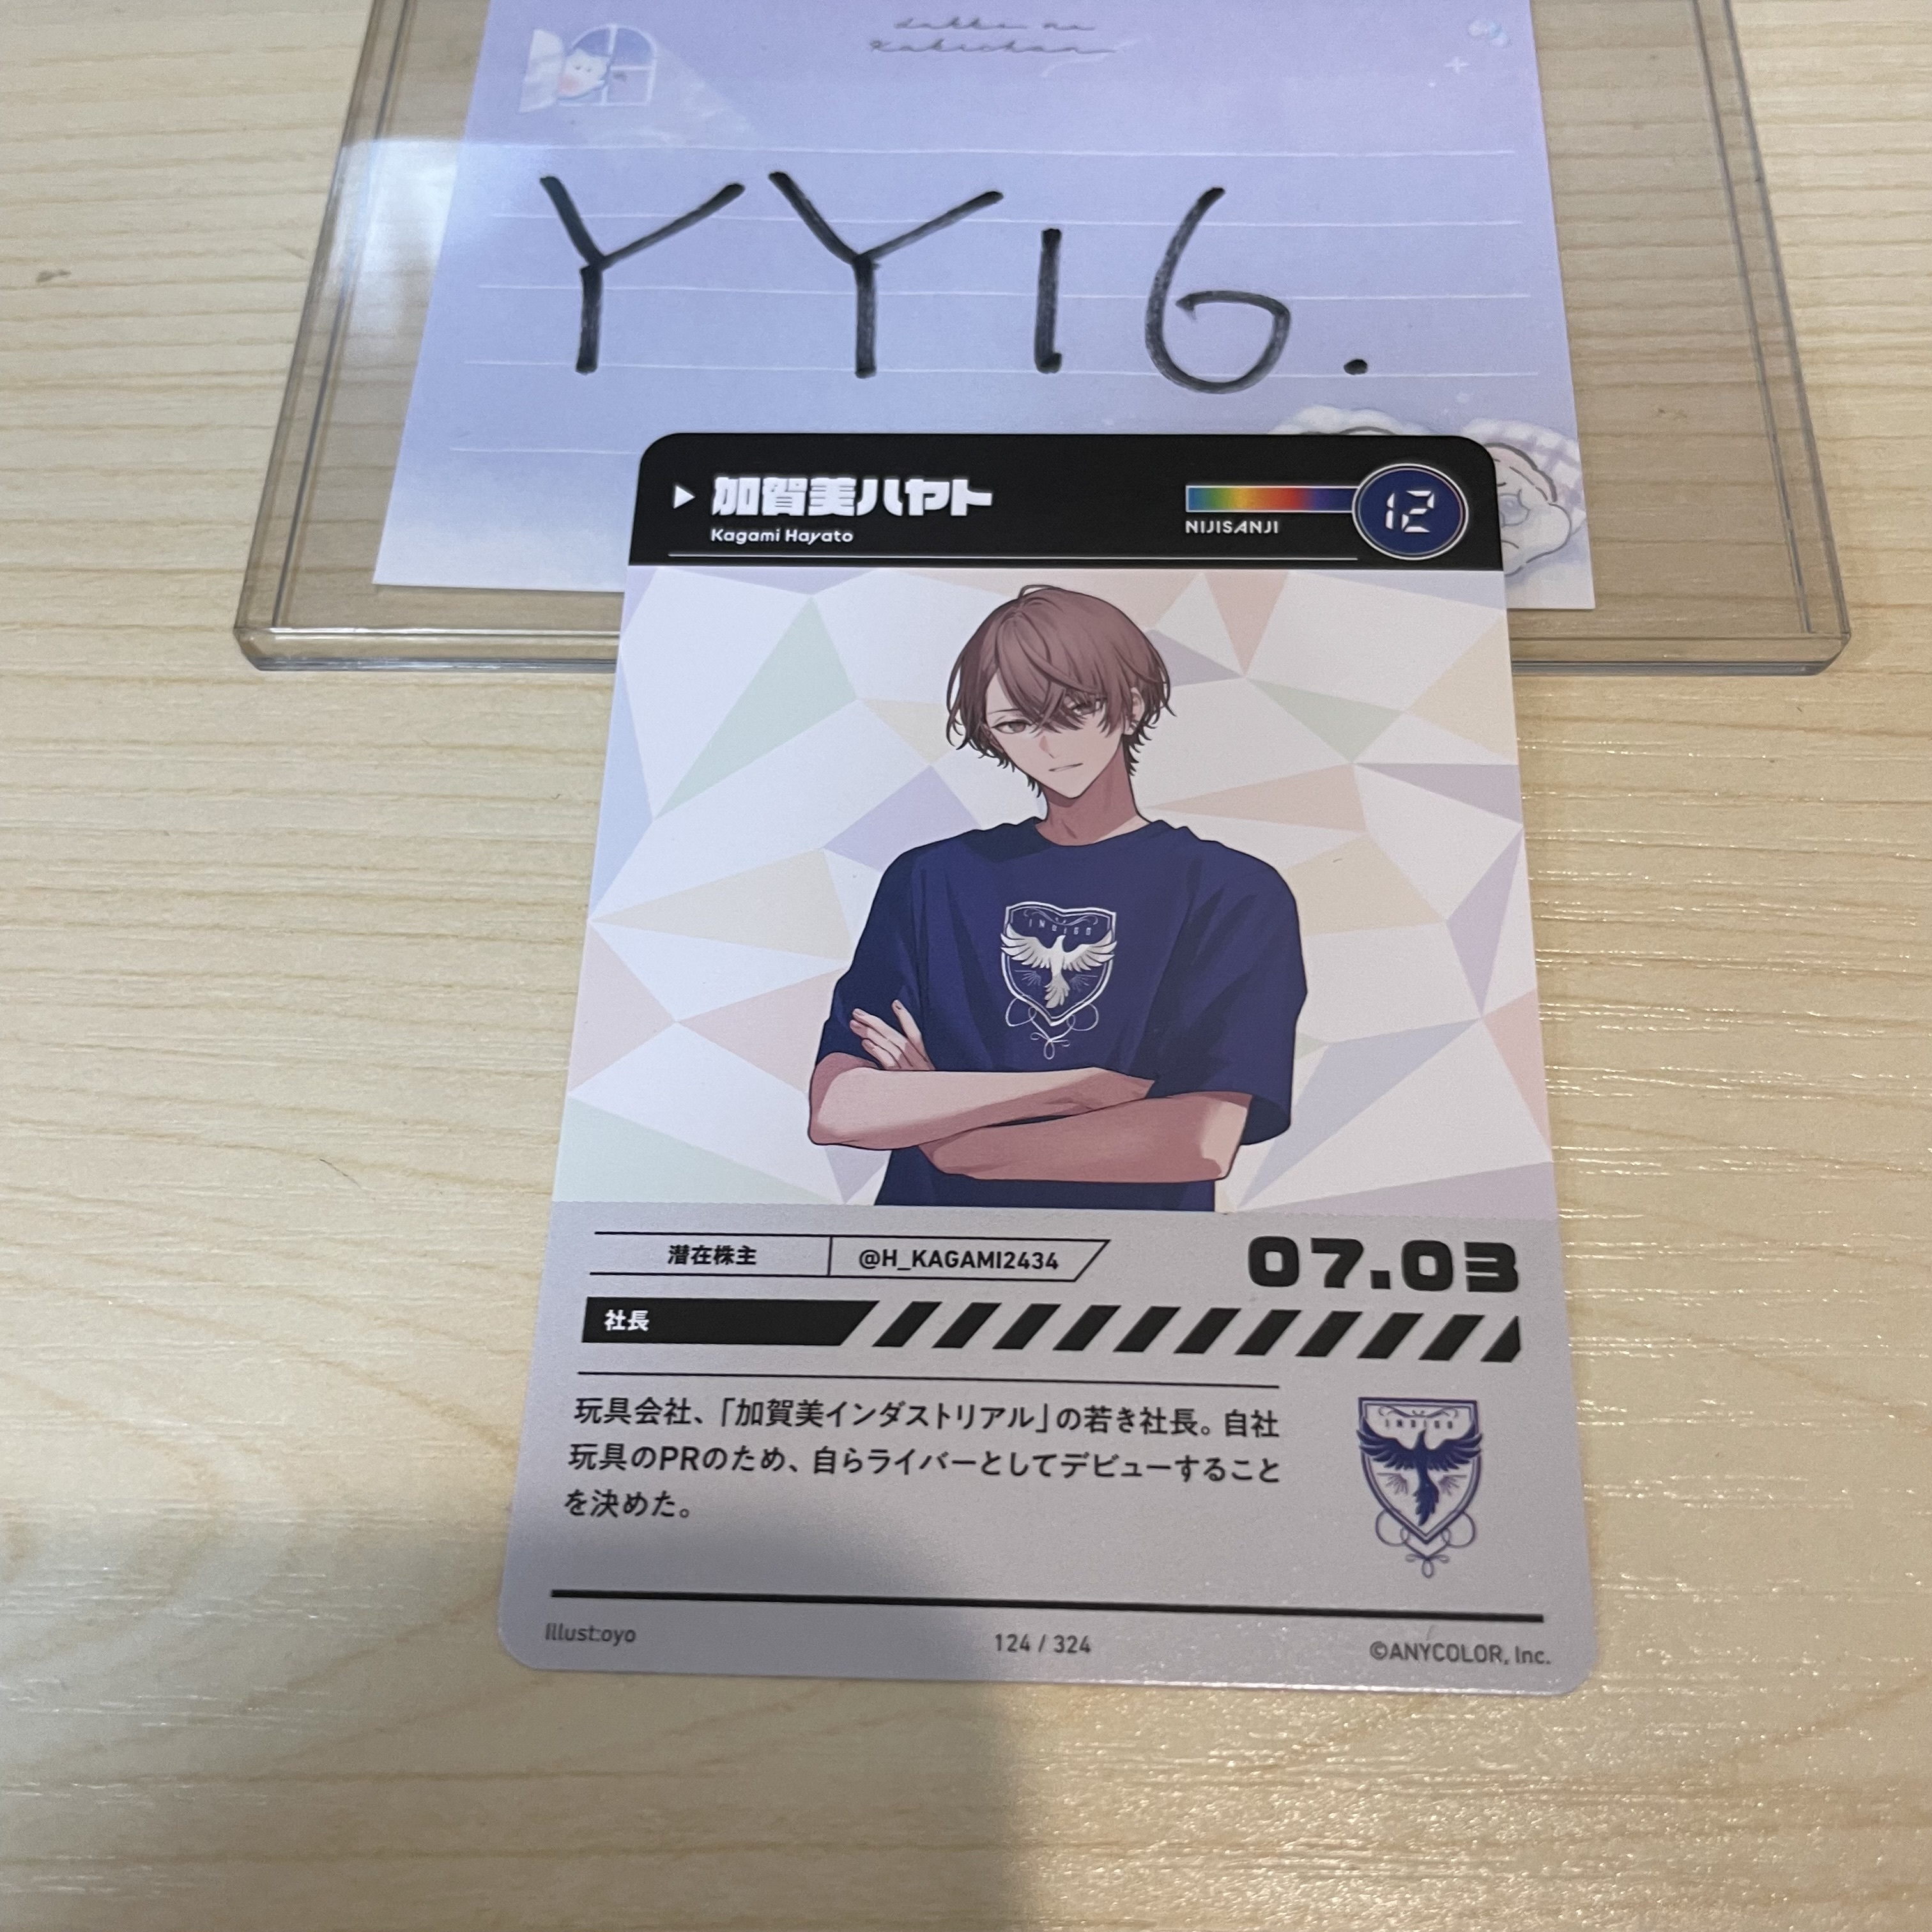 YY16.
加賀美ハヤト
Kagami Hayato
NIJISANJI
12
INDIGO
潜在株主
@H_KAGAMI2434
07.03
社長
玩具会社、「加賀美インダストリアル」の若き社長。自社
玩具のPRのため、自らライバーとしてデビューすること
を決めた。
INDIGO
Illust:oyo
124 / 324
©ANYCOLOR, Inc.